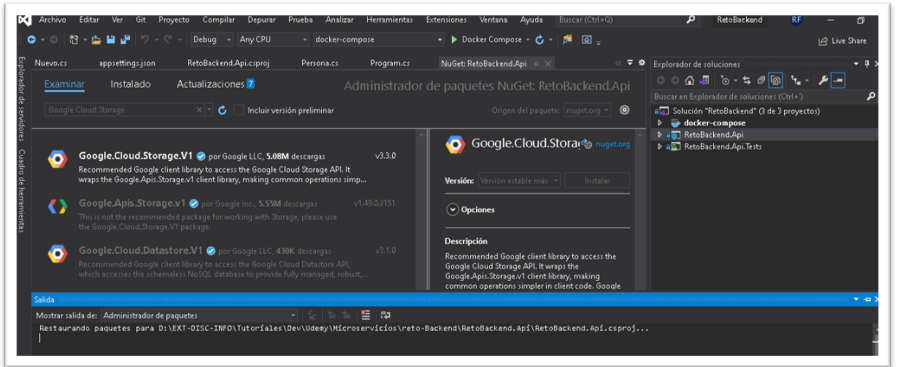 Archivo Editar Ver Git Proyecto Compilar Depurar Prueba Analizar Herramientas Extensiones Ventana Ayuda Buscar (Ctrl+Q) RetoBackend RF
Debug Any CPU docker-compose Docker Compose Live Share
Nuevo.cs appsettings.json RetoBackend.Api.csproj Persona.cs Program.cs NuGet: RetoBackend.Api
Explorador de servidores
Cuadro de herramientas
Examinar Instalado Actualizaciones 7 Administrador de paquetes NuGet: RetoBackend.Api
Google Cloud Storage Incluir versión preliminar Origen del paquete: nuget.org
Google.Cloud.Storage.V1 por Google LLC, 5.08M descargas v3.3.0
Recommended Google client library to access the Google Cloud Storage API. It
wraps the Google.Apis.Storage.v1 client library, making common operations simp...
Google.Apis.Storage.v1 por Google Inc., 5.55M descargas v1.49.0.2151
This is not the recommended package for working with Storage, please use
the Google.Cloud.Storage.V1 package.
Google.Cloud.Datastore.V1 por Google LLC, 430K descargas v3.1.0
Recommended Google client library to access the Google Cloud Datastore API,
which accesses the schemaless NoSQL database to provide fully managed, robust,...
Google.Cloud.Stora nuget.org
Versión: Versión estable más Instalar
Opciones
Descripción
Recommended Google client library to access the
Google Cloud Storage API. It wraps the
Google.Apis.Storage.v1 client library, making
common operations simpler in client code. Google
Explorador de soluciones
Buscar en Explorador de soluciones (Ctrl+')
Solución "RetoBackend" (3 de 3 proyectos)
docker-compose
RetoBackend.Api
RetoBackend.Api.Tests
Salida
Mostrar salida de: Administrador de paquetes
Restaurando paquetes para D:\EXT-DISC-INFO\Tutoriales\Dev\Udemy\Microservicios\reto-Backend\RetoBackend.Api\RetoBackend.Api.csproj...